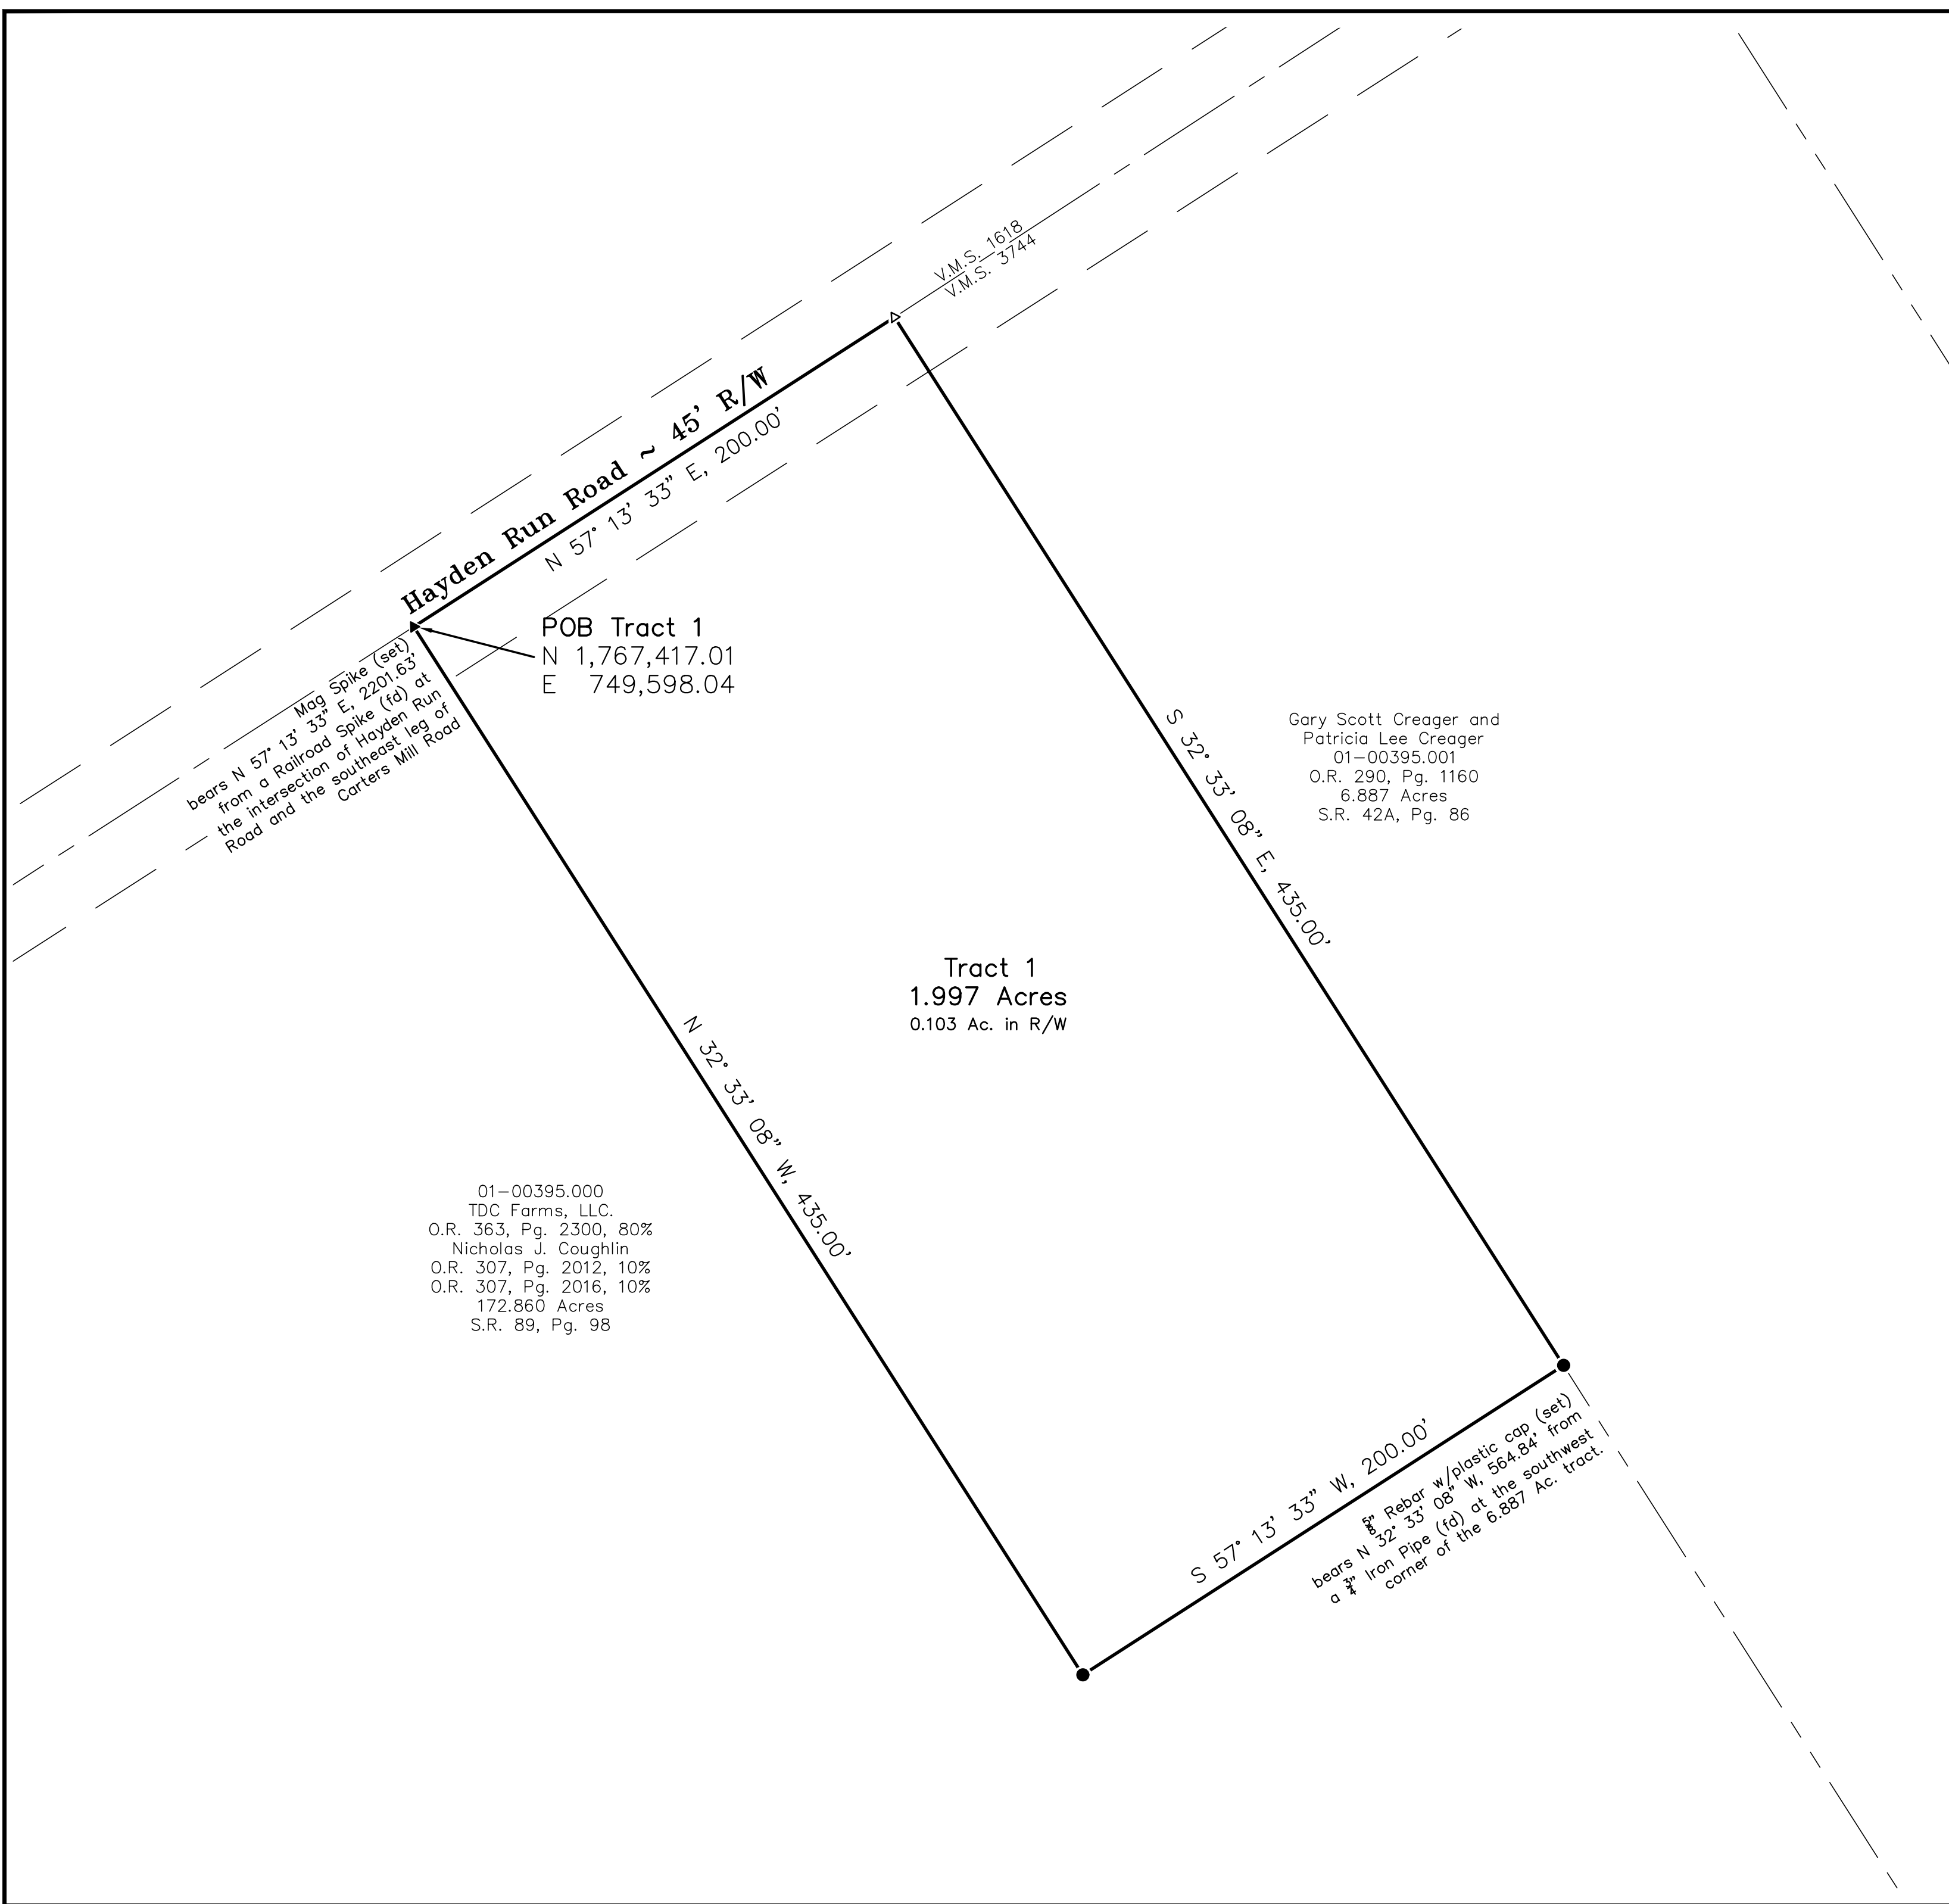 V.M.S. 1618
V.M.S. 3744
Hayden Run Road ~ 45' R/W
N 57° 13' 33" E, 200.00'
POB Tract 1
N 1,767,417.01
E 749,598.04
Mag Spike (set)
bears N 57° 13' 33" E, 2201.63'
from a Railroad Spike (fd) at
the intersection of Hayden Run
Road and the southeast leg of
Carters Mill Road
S 32° 33' 08" E, 435.00'
Gary Scott Creager and
Patricia Lee Creager
01-00395.001
O.R. 290, Pg. 1160
6.887 Acres
S.R. 42A, Pg. 86
Tract 1
1.997 Acres
0.103 Ac. in R/W
N 32° 33' 08" W, 435.00'
01-00395.000
TDC Farms, LLC.
O.R. 363, Pg. 2300, 80%
Nicholas J. Coughlin
O.R. 307, Pg. 2012, 10%
O.R. 307, Pg. 2016, 10%
172.860 Acres
S.R. 89, Pg. 98
S 57° 13' 33" W, 200.00'
5/8" Rebar w/plastic cap (set)
bears N 32° 33' 08" W, 564.84' from
a 3/4" Iron Pipe (fd) at the southwest
corner of the 6.887 Ac. tract.